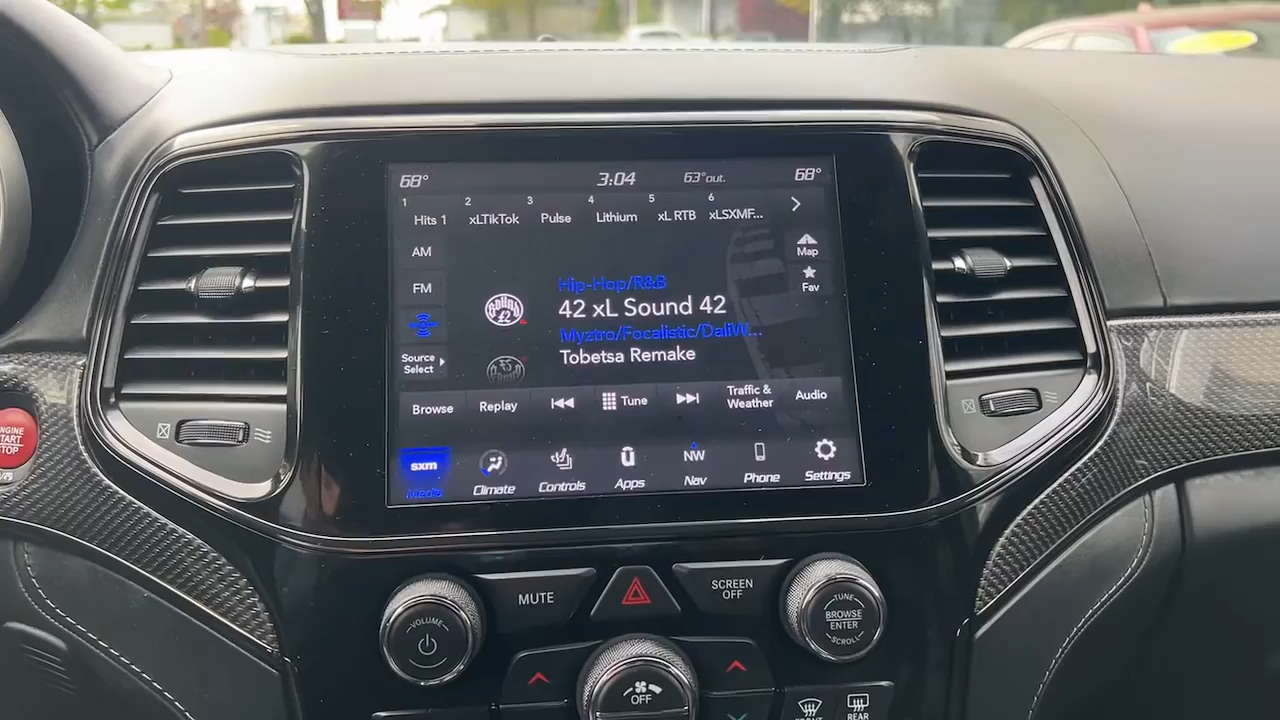 68° 3:04 63° out. 68°
1 2 3 4 5 6
Hits 1 xLTikTok Pulse Lithium xL RTB xLSXMF...
AM
Map
FM
Fav
Hip-Hop/R&B
42 xL Sound 42
Myztro/Focalistic/DaliW...
Tobetsa Remake
Source
Select
Browse Replay Tune Traffic &
Weather Audio
sxm NW
Media Climate Controls Apps Nav Phone Settings
ENGINE
START
STOP
MUTE
SCREEN
OFF
VOLUME
TUNE
BROWSE
ENTER
SCROLL
OFF
FRONT
REAR